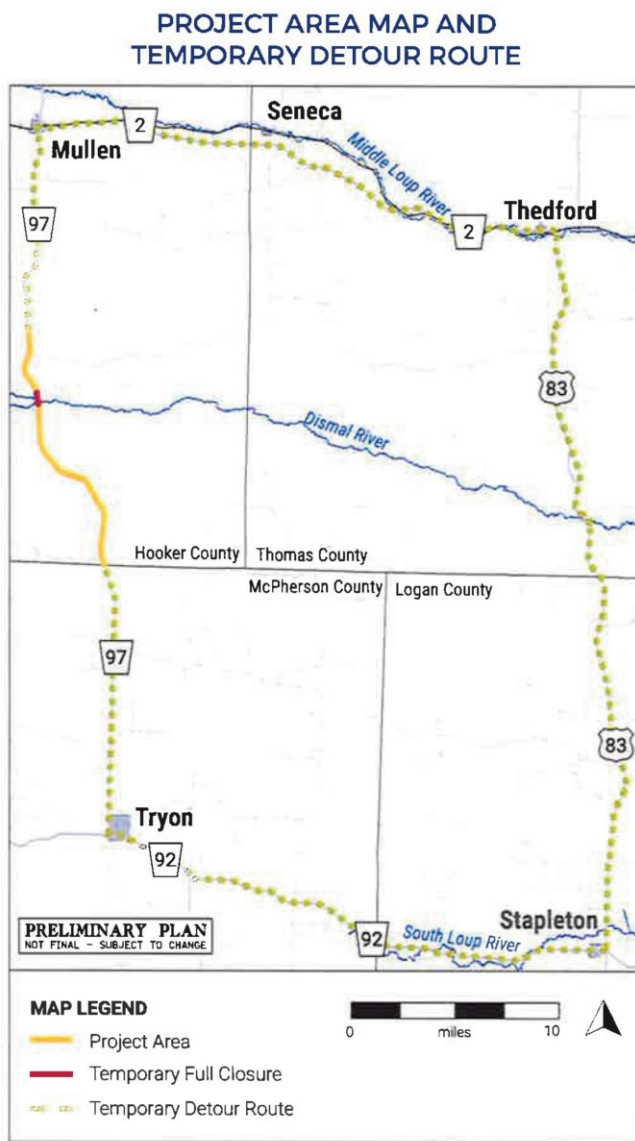 PROJECT AREA MAP AND
TEMPORARY DETOUR ROUTE
Seneca
2
Mullen
Middle Loup River
Thedford
97
2
83
Dismal River
Hooker County
Thomas County
McPherson County
Logan County
97
83
Tryon
92
Stapleton
PRELIMINARY PLAN
NOT FINAL - SUBJECT TO CHANGE
92
South Loup River
MAP LEGEND
Project Area
Temporary Full Closure
Temporary Detour Route
0
miles
10